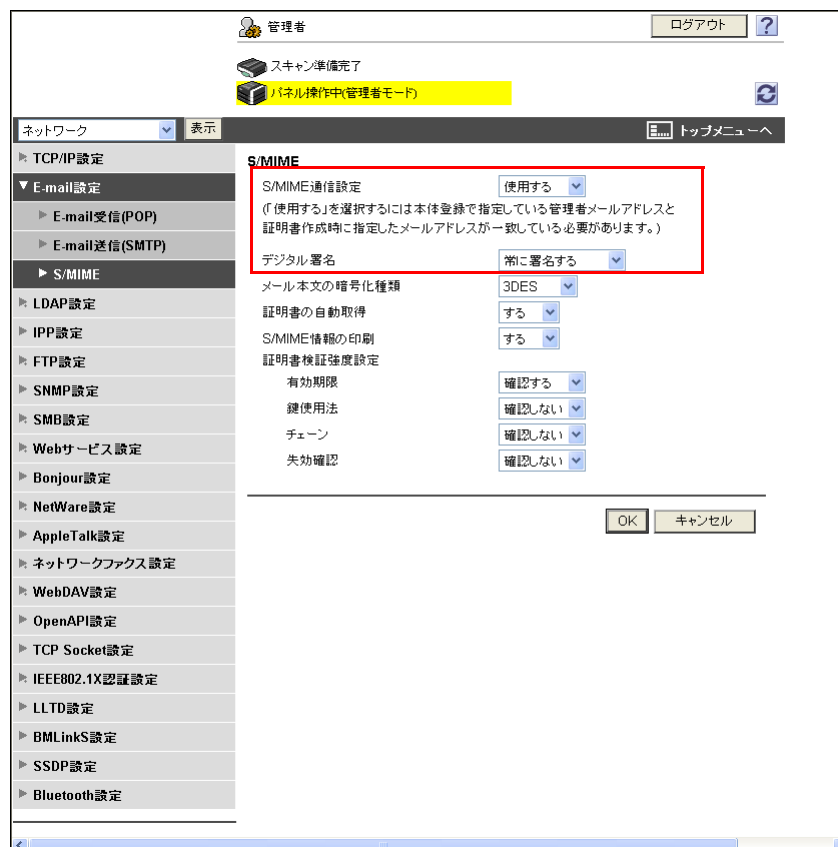 管理者
ログアウト
?
スキャン準備完了
パネル操作中(管理者モード)
ネットワーク
表示
トップメニューへ
TCP/IP設定
E-mail設定
E-mail受信(POP)
E-mail送信(SMTP)
S/MIME
LDAP設定
IPP設定
FTP設定
SNMP設定
SMB設定
Webサービス設定
Bonjour設定
NetWare設定
AppleTalk設定
ネットワークファクス設定
WebDAV設定
OpenAPI設定
TCP Socket設定
IEEE802.1X認証設定
LLTD設定
BMLinkS設定
SSDP設定
Bluetooth設定
S/MIME
S/MIME通信設定 使用する
(「使用する」を選択するには本体登録で指定している管理者メールアドレスと
証明書作成時に指定したメールアドレスが一致している必要があります。)
デジタル署名 常に署名する
メール本文の暗号化種類 3DES
証明書の自動取得 する
S/MIME情報の印刷 する
証明書検証強度設定
有効期限 確認する
鍵使用法 確認しない
チェーン 確認しない
失効確認 確認しない
OK キャンセル